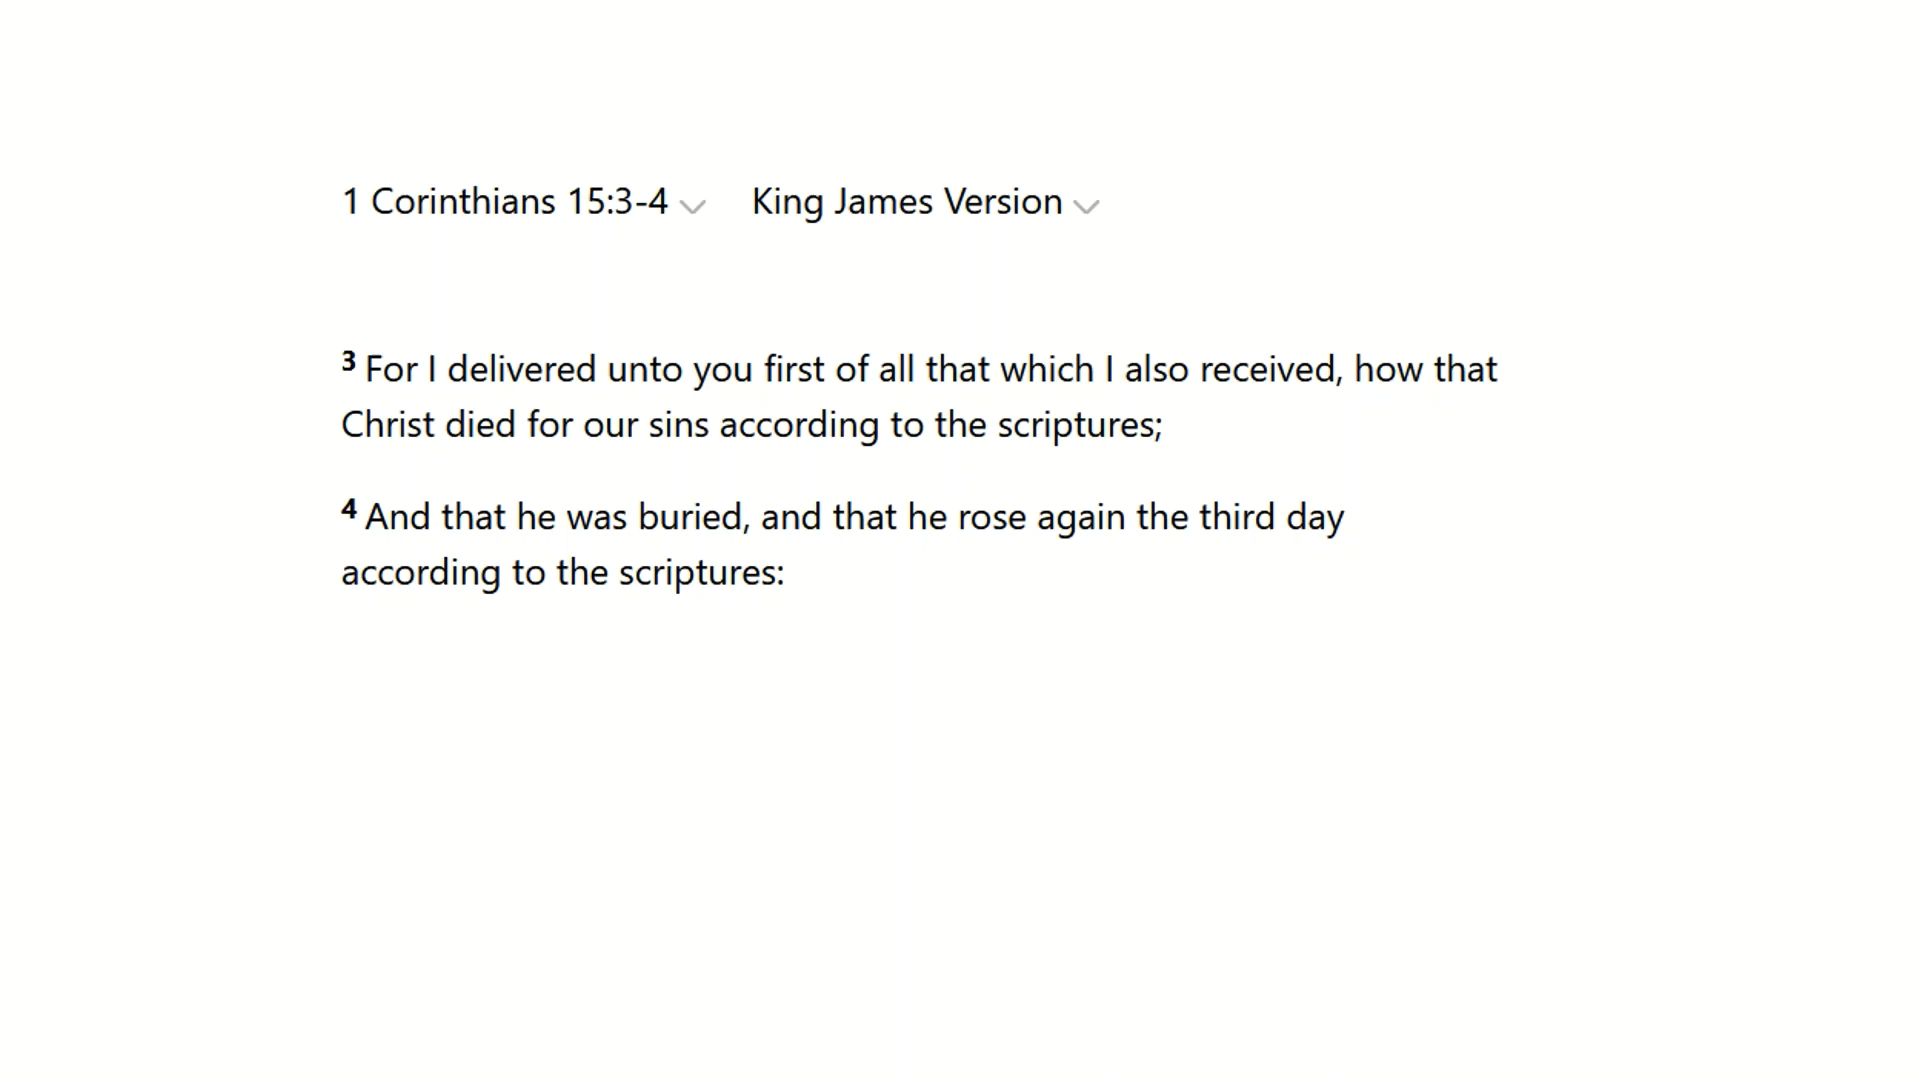 1 Corinthians 15:3-4 King James Version
3 For I delivered unto you first of all that which I also received, how that
Christ died for our sins according to the scriptures;
4 And that he was buried, and that he rose again the third day
according to the scriptures: